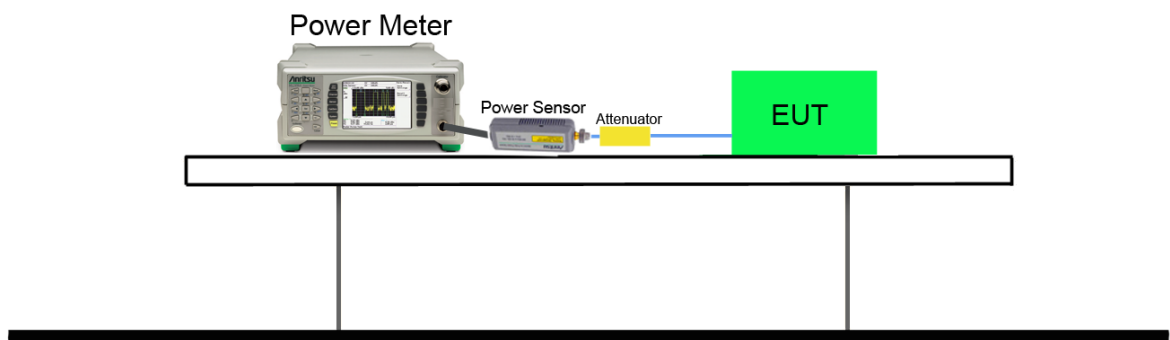 Power Meter
Anritsu
Power Sensor
Attenuator
EUT